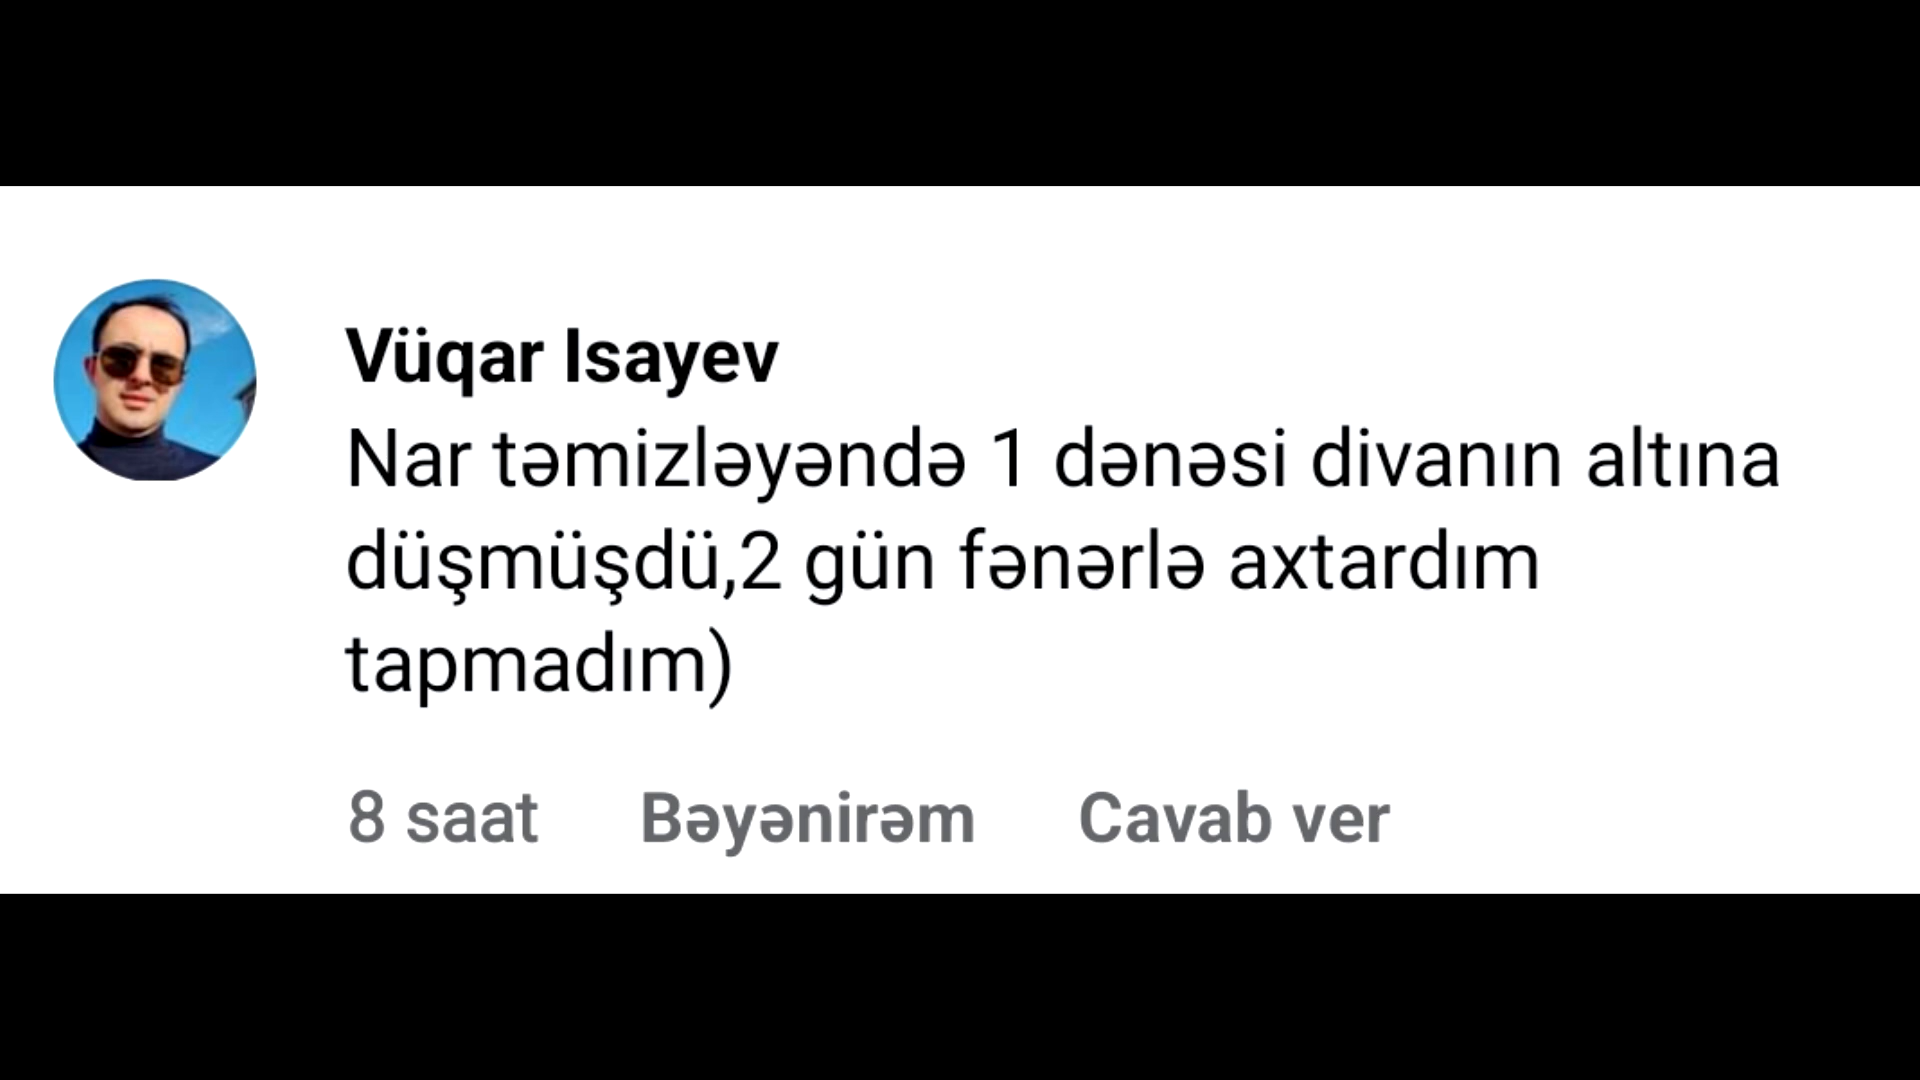 Vüqar Isayev
Nar təmizləyəndə 1 dənəsi divanın altına
düşmüşdü,2 gün fənərlə axtardım
tapmadım)
8 saat Bəyənirəm Cavab ver